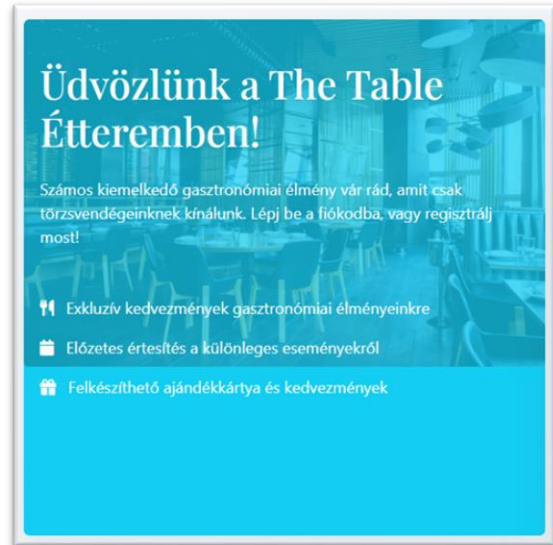 Üdvözlünk a The Table
Étteremben!
Számos kiemelkedő gasztronómiai élmény vár rád, amit csak
törzsvendégeinknek kínálunk. Lépj be a fiókodba, vagy regisztrálj
most!
Exkluzív kedvezmények gasztronómiai élményeinkre
Előzetes értesítés a különleges eseményekről
Felkészíthető ajándékkártya és kedvezmények